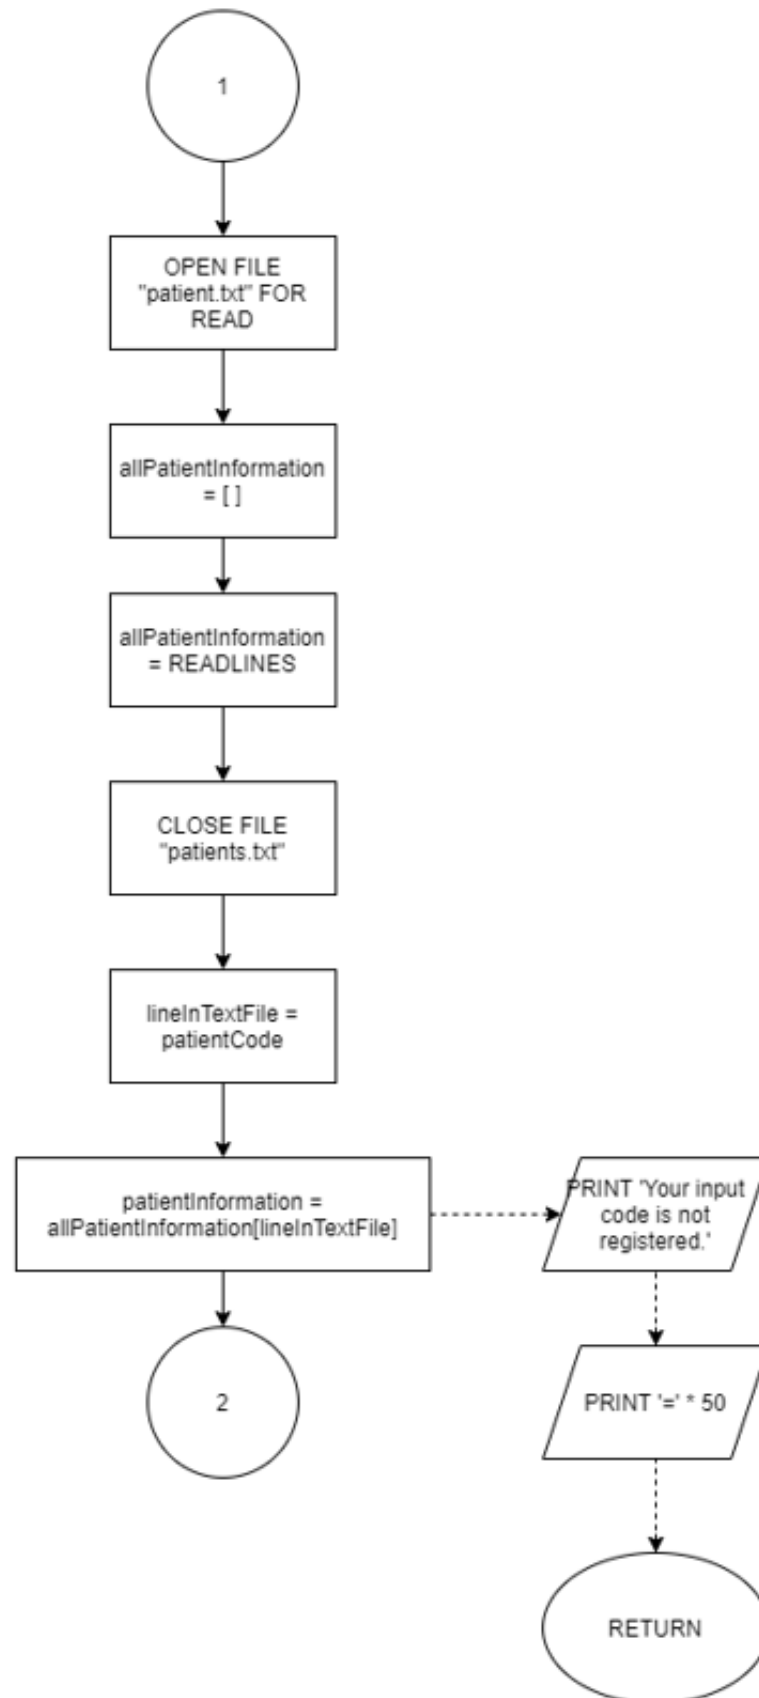 1
OPEN FILE
"patient.txt" FOR
READ
allPatientInformation
= [ ]
allPatientInformation
= READLINES
CLOSE FILE
"patients.txt"
lineInTextFile =
patientCode
patientInformation =
allPatientInformation[lineInTextFile]
PRINT 'Your input
code is not
registered.'
2
PRINT '=' * 50
RETURN